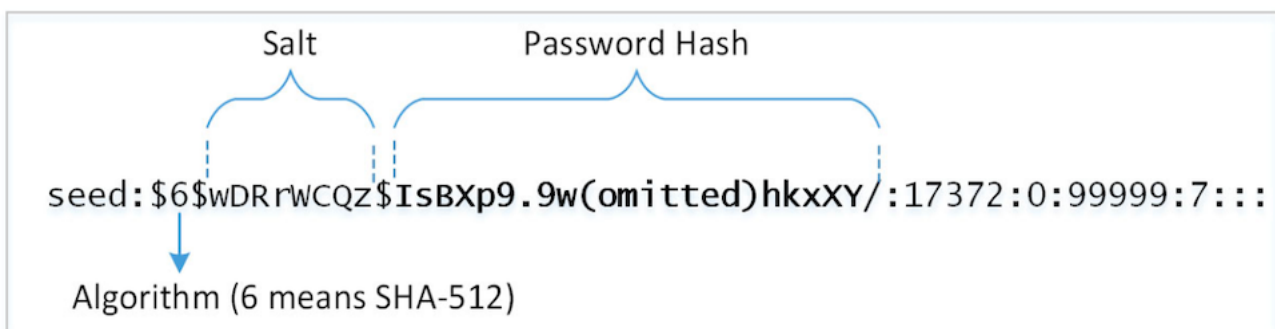 Salt Password Hash
seed:$6$wDRrWCQz$IsBXp9.9w(omitted)hkxXY/:17372:0:99999:7:::
Algorithm (6 means SHA-512)